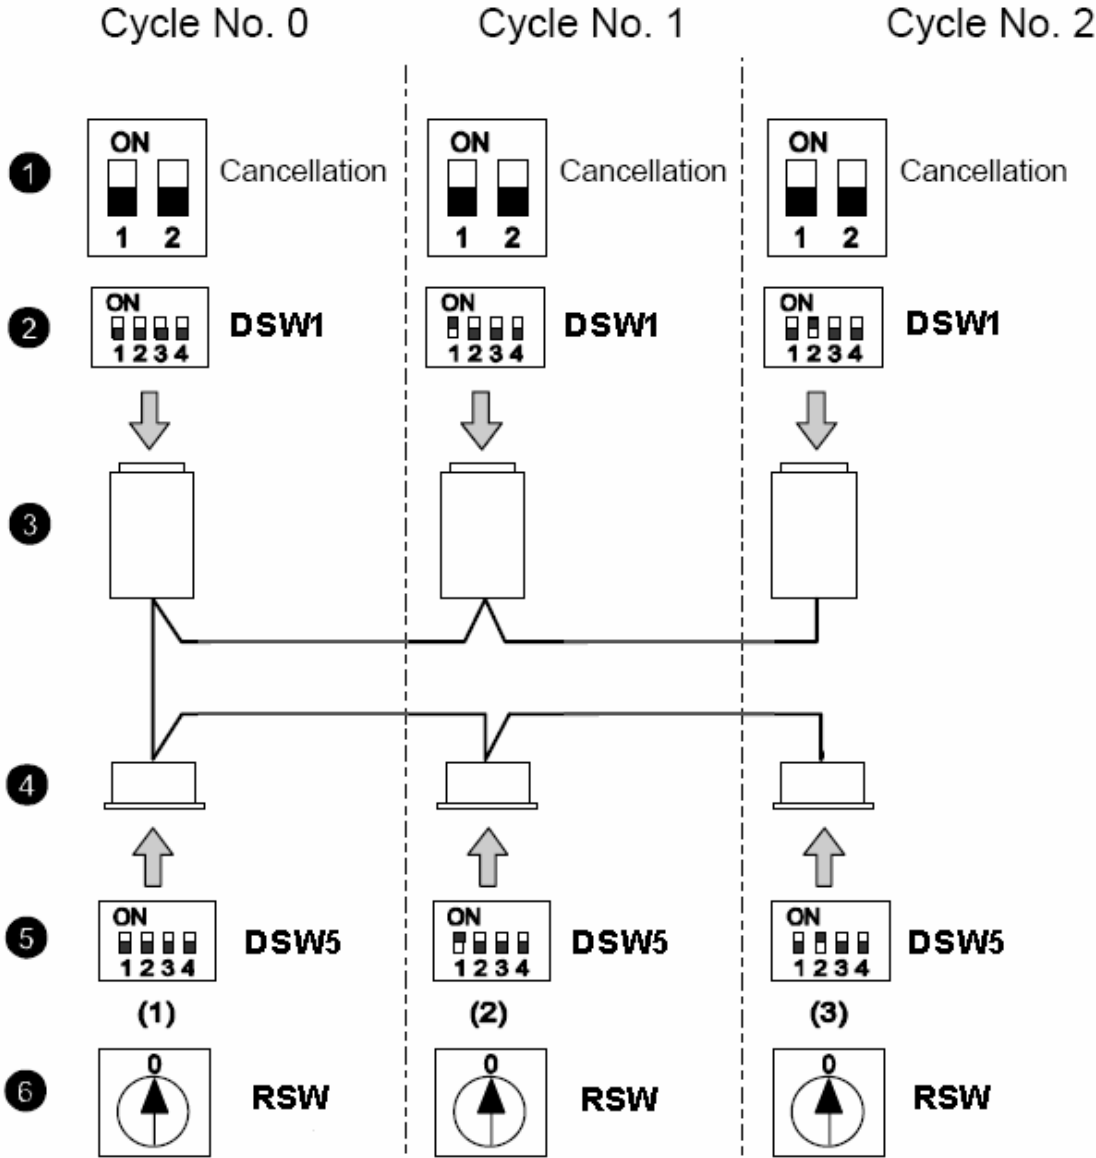 Cycle No. 0 Cycle No. 1 Cycle No. 2
ON ON ON
1 Cancellation Cancellation Cancellation
1 2 1 2 1 2
ON ON ON
2 DSW1 DSW1 DSW1
1 2 3 4 1 2 3 4 1 2 3 4
3
4
ON ON ON
5 DSW5 DSW5 DSW5
1 2 3 4 1 2 3 4 1 2 3 4
(1) (2) (3)
0 0 0
6 RSW RSW RSW